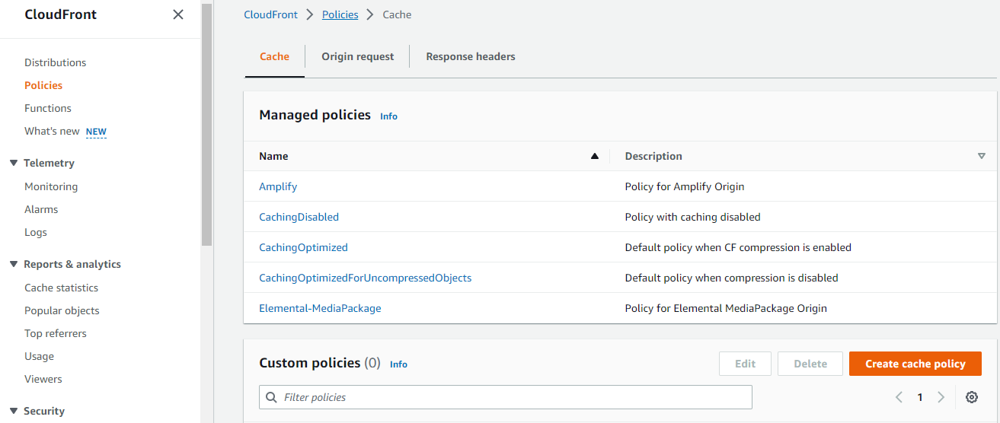 CloudFront
Distributions
Policies
Functions
What's new NEW
Telemetry
Monitoring
Alarms
Logs
Reports & analytics
Cache statistics
Popular objects
Top referrers
Usage
Viewers
Security
CloudFront Policies Cache
Cache Origin request Response headers
Managed policies Info
Name Description
Amplify Policy for Amplify Origin
CachingDisabled Policy with caching disabled
CachingOptimized Default policy when CF compression is enabled
CachingOptimizedForUncompressedObjects Default policy when compression is disabled
Elemental-MediaPackage Policy for Elemental MediaPackage Origin
Custom policies (0) Info Edit Delete Create cache policy
Filter policies 1